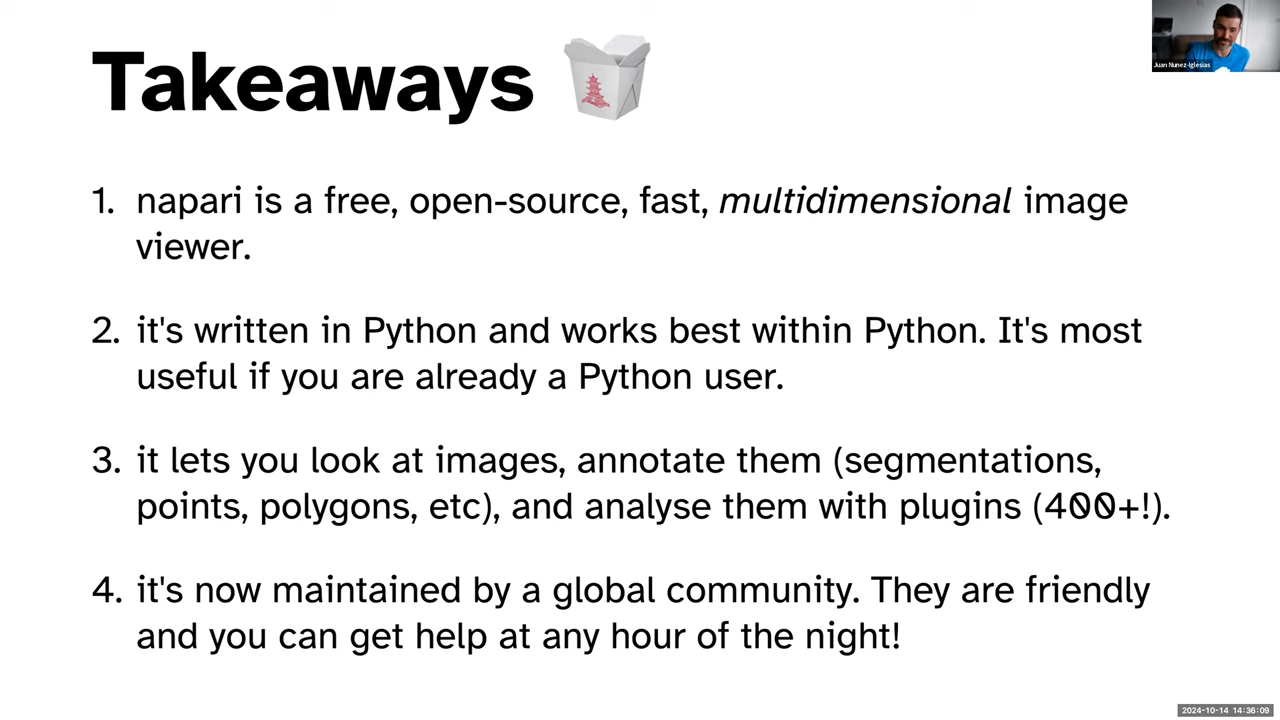 Takeaways
Juan Nunez-Iglesias
1. napari is a free, open-source, fast, multidimensional image
viewer.
2. it's written in Python and works best within Python. It's most
useful if you are already a Python user.
3. it lets you look at images, annotate them (segmentations,
points, polygons, etc), and analyse them with plugins (400+!).
4. it's now maintained by a global community. They are friendly
and you can get help at any hour of the night!
2024-10-14 14:36:09